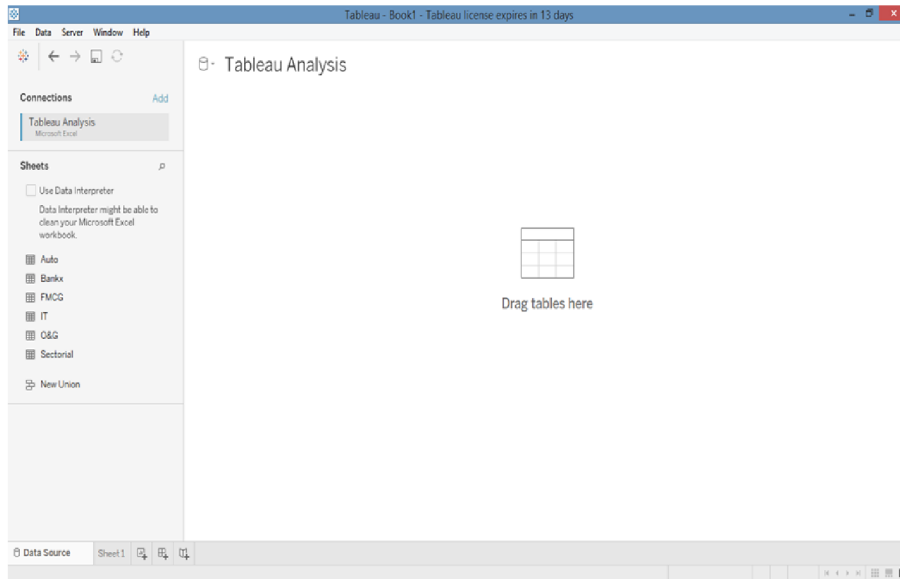 Tableau - Book1 - Tableau license expires in 13 days
File Data Server Window Help
Tableau Analysis
Connections Add
Tableau Analysis
Microsoft Excel
Sheets
Use Data Interpreter
Data Interpreter might be able to
clean your Microsoft Excel
workbook.
Auto
Bankx
FMCG
IT
O&G
Sectorial
New Union
Drag tables here
Data Source Sheet 1